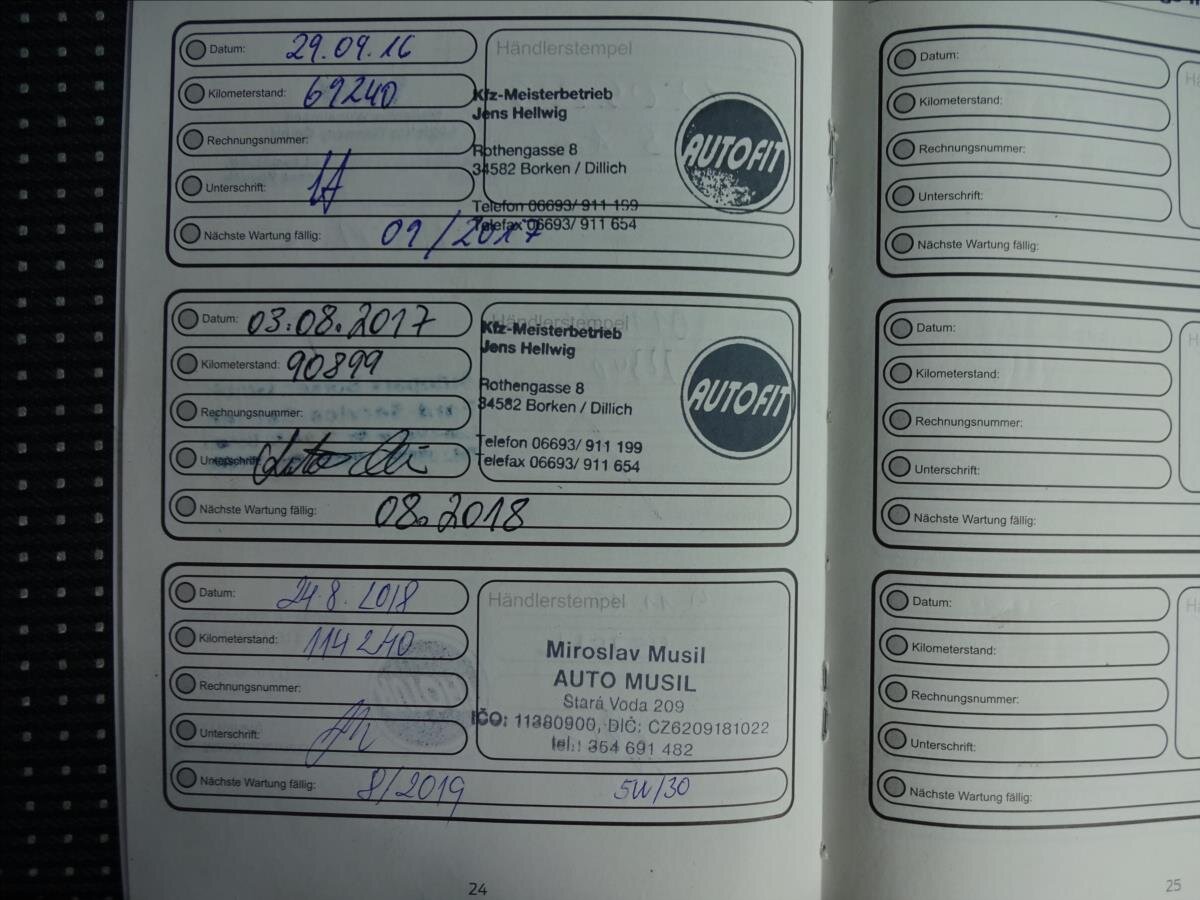 Datum: 29.09.16
Kilometerstand: 69240
Rechnungsnummer:
Unterschrift:
Nächste Wartung fällig: 09/2017
Händlerstempel
Kfz-Meisterbetrieb
Jens Hellwig
Rothengasse 8
34582 Borken / Dillich
Telefon 06693/ 911 199
Telefax 06693/ 911 654
AUTOFIT
Datum: 03.08.2017
Kilometerstand: 90899
Rechnungsnummer:
Unterschrift:
Nächste Wartung fällig: 08.2018
Händlerstempel
Kfz-Meisterbetrieb
Jens Hellwig
Rothengasse 8
34582 Borken / Dillich
Telefon 06693/ 911 199
Telefax 06693/ 911 654
AUTOFIT
Datum: 24.8.2018
Kilometerstand: 114240
Rechnungsnummer:
Unterschrift:
Nächste Wartung fällig: 8/2019 5W/30
Händlerstempel
Miroslav Musil
AUTO MUSIL
Stará Voda 209
IČO: 11380900, DIČ: CZ6209181022
tel.: 354 691 482
24
Datum:
Kilometerstand:
Rechnungsnummer:
Unterschrift:
Nächste Wartung fällig:
Datum:
Kilometerstand:
Rechnungsnummer:
Unterschrift:
Nächste Wartung fällig:
Datum:
Kilometerstand:
Rechnungsnummer:
Unterschrift:
Nächste Wartung fällig:
25